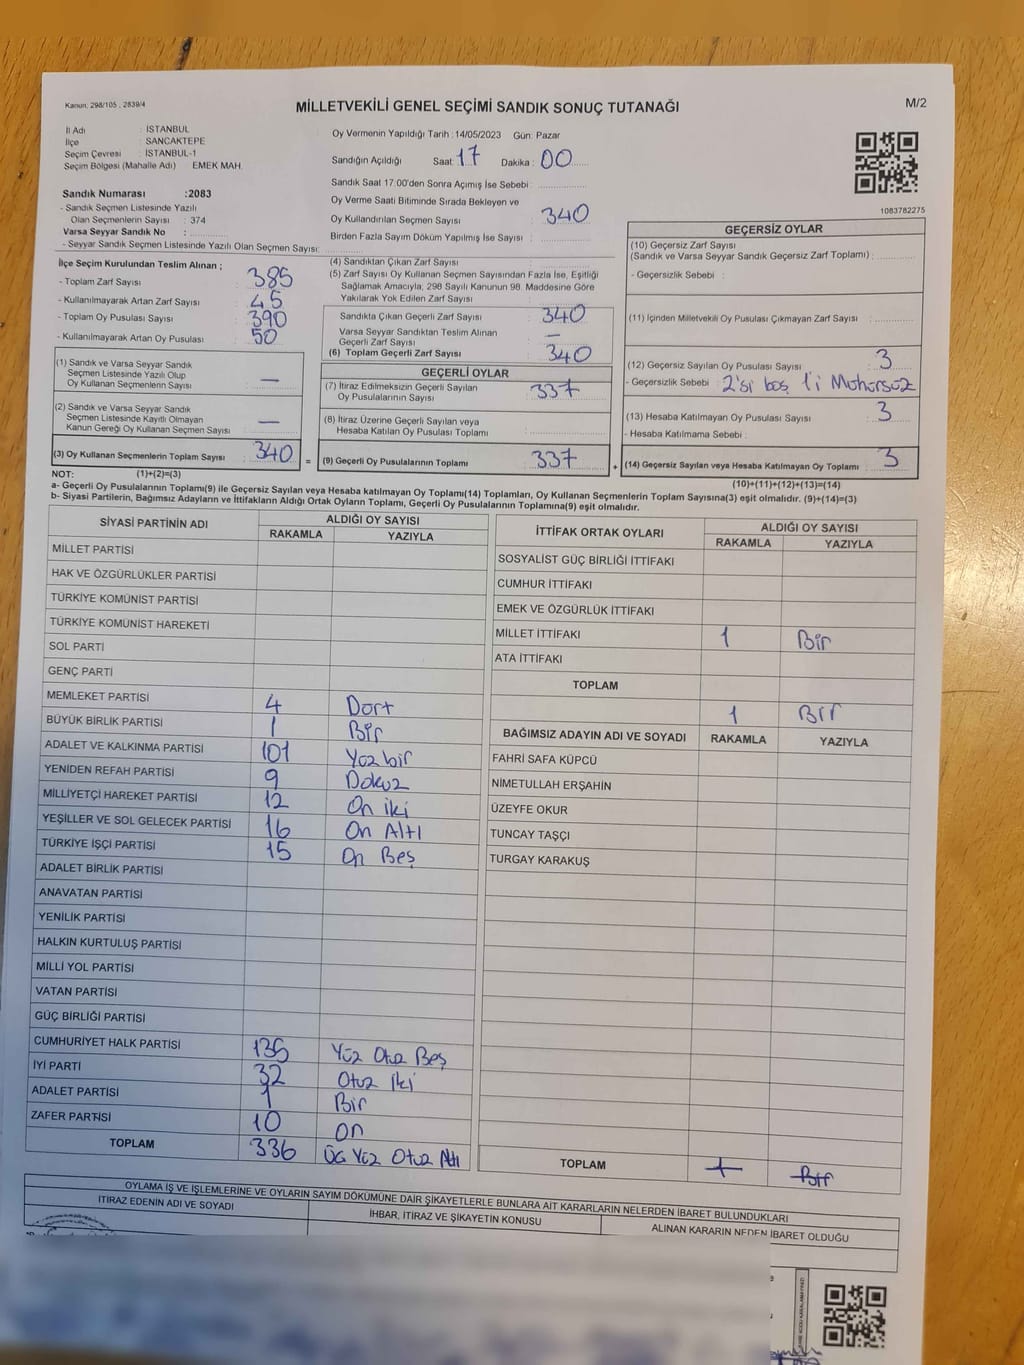 Kanun: 298/105 , 2839/4
MİLLETVEKİLİ GENEL SEÇİMİ SANDIK SONUÇ TUTANAĞI
M/2
İl Adı : İSTANBUL
İlçe : SANCAKTEPE
Seçim Çevresi : İSTANBUL-1
Seçim Bölgesi (Mahalle Adı) EMEK MAH.
Sandık Numarası :2083
- Sandık Seçmen Listesinde Yazılı
Olan Seçmenlerin Sayısı : 374
Varsa Seyyar Sandık No :
- Seyyar Sandık Seçmen Listesinde Yazılı Olan Seçmen Sayısı:
Oy Vermenin Yapıldığı Tarih :14/05/2023 Gün: Pazar
Sandığın Açıldığı Saat: 17 Dakika : 00
Sandık Saat 17:00'den Sonra Açımış İse Sebebi :
Oy Verme Saati Bitiminde Sırada Bekleyen ve
Oy Kullandırılan Seçmen Sayısı : 340
Birden Fazla Sayım Döküm Yapılmış İse Sayısı :
1083782275
İlçe Seçim Kurulundan Teslim Alınan ;
- Toplam Zarf Sayısı : 385
- Kullanılmayarak Artan Zarf Sayısı : 45
- Toplam Oy Pusulası Sayısı : 390
- Kullanılmayarak Artan Oy Pusulası : 50
(1) Sandık ve Varsa Seyyar Sandık
Seçmen Listesinde Yazılı Olup
Oy Kullanan Seçmenlerin Sayısı : —
(2) Sandık ve Varsa Seyyar Sandık
Seçmen Listesinde Kayıtlı Olmayan
Kanun Gereği Oy Kullanan Seçmen Sayısı : —
(3) Oy Kullanan Seçmenlerin Toplam Sayısı : 340
(4) Sandıktan Çıkan Zarf Sayısı :
(5) Zarf Sayısı Oy Kullanan Seçmen Sayısından Fazla İse, Eşitliği
Sağlamak Amacıyla, 298 Sayılı Kanunun 98. Maddesine Göre
Yakılarak Yok Edilen Zarf Sayısı :
Sandıkta Çıkan Geçerli Zarf Sayısı : 340
Varsa Seyyar Sandıktan Teslim Alınan
Geçerli Zarf Sayısı : —
(6) Toplam Geçerli Zarf Sayısı : 340
GEÇERLİ OYLAR
(7) İtiraz Edilmeksizin Geçerli Sayılan
Oy Pusulalarının Sayısı : 337
(8) İtiraz Üzerine Geçerli Sayılan veya
Hesaba Katılan Oy Pusulası Toplamı :
= (9) Geçerli Oy Pusulalarının Toplamı : 337
GEÇERSİZ OYLAR
(10) Geçersiz Zarf Sayısı
(Sandık ve Varsa Seyyar Sandık Geçersiz Zarf Toplamı) :
- Geçersizlik Sebebi :
(11) İçinden Milletvekili Oy Pusulası Çıkmayan Zarf Sayısı :
(12) Geçersiz Sayılan Oy Pusulası Sayısı : 3
- Geçersizlik Sebebi : 2'si boş 1'i Mühürsüz
(13) Hesaba Katılmayan Oy Pusulası Sayısı : 3
- Hesaba Katılmama Sebebi :
+ (14) Geçersiz Sayılan veya Hesaba Katılmayan Oy Toplamı : 3
NOT: (1)+(2)=(3)
(10)+(11)+(12)+(13)=(14)
a- Geçerli Oy Pusulalarının Toplamı(9) ile Geçersiz Sayılan veya Hesaba katılmayan Oy Toplamı(14) Toplamları, Oy Kullanan Seçmenlerin Toplam Sayısına(3) eşit olmalıdır. (9)+(14)=(3)
b- Siyasi Partilerin, Bağımsız Adayların ve İttifakların Aldığı Ortak Oyların Toplamı, Geçerli Oy Pusulalarının Toplamına(9) eşit olmalıdır.
SİYASİ PARTİNİN ADI ALDIĞI OY SAYISI
RAKAMLA YAZIYLA
MİLLET PARTİSİ
HAK VE ÖZGÜRLÜKLER PARTİSİ
TÜRKİYE KOMÜNİST PARTİSİ
TÜRKİYE KOMÜNİST HAREKETİ
SOL PARTİ
GENÇ PARTİ
MEMLEKET PARTİSİ 4 Dört
BÜYÜK BİRLİK PARTİSİ 1 Bir
ADALET VE KALKINMA PARTİSİ 101 Yüz bir
YENİDEN REFAH PARTİSİ 9 Dokuz
MİLLİYETÇİ HAREKET PARTİSİ 12 On iki
YEŞİLLER VE SOL GELECEK PARTİSİ 16 On Altı
TÜRKİYE İŞÇİ PARTİSİ 15 On Beş
ADALET BİRLİK PARTİSİ
ANAVATAN PARTİSİ
YENİLİK PARTİSİ
HALKIN KURTULUŞ PARTİSİ
MİLLİ YOL PARTİSİ
VATAN PARTİSİ
GÜÇ BİRLİĞİ PARTİSİ
CUMHURİYET HALK PARTİSİ 135 Yüz Otuz Beş
İYİ PARTİ 32 Otuz İki
ADALET PARTİSİ 1 Bir
ZAFER PARTİSİ 10 On
TOPLAM 336 Üç Yüz Otuz Altı
İTTİFAK ORTAK OYLARI ALDIĞI OY SAYISI
RAKAMLA YAZIYLA
SOSYALİST GÜÇ BİRLİĞİ İTTİFAKI
CUMHUR İTTİFAKI
EMEK VE ÖZGÜRLÜK İTTİFAKI
MİLLET İTTİFAKI 1 Bir
ATA İTTİFAKI
TOPLAM 1 Bir
BAĞIMSIZ ADAYIN ADI VE SOYADI RAKAMLA YAZIYLA
FAHRİ SAFA KÜPCÜ
NİMETULLAH ERŞAHİN
ÜZEYFE OKUR
TUNCAY TAŞÇI
TURGAY KARAKUŞ
TOPLAM 1 Bir
OYLAMA İŞ VE İŞLEMLERİNE VE OYLARIN SAYIM DÖKÜMÜNE DAİR ŞİKAYETLERLE BUNLARA AİT KARARLARIN NELERDEN İBARET BULUNDUKLARI
İTİRAZ EDENİN ADI VE SOYADI İHBAR, İTİRAZ VE ŞİKAYETİN KONUSU ALINAN KARARIN NEDEN İBARET OLDUĞU